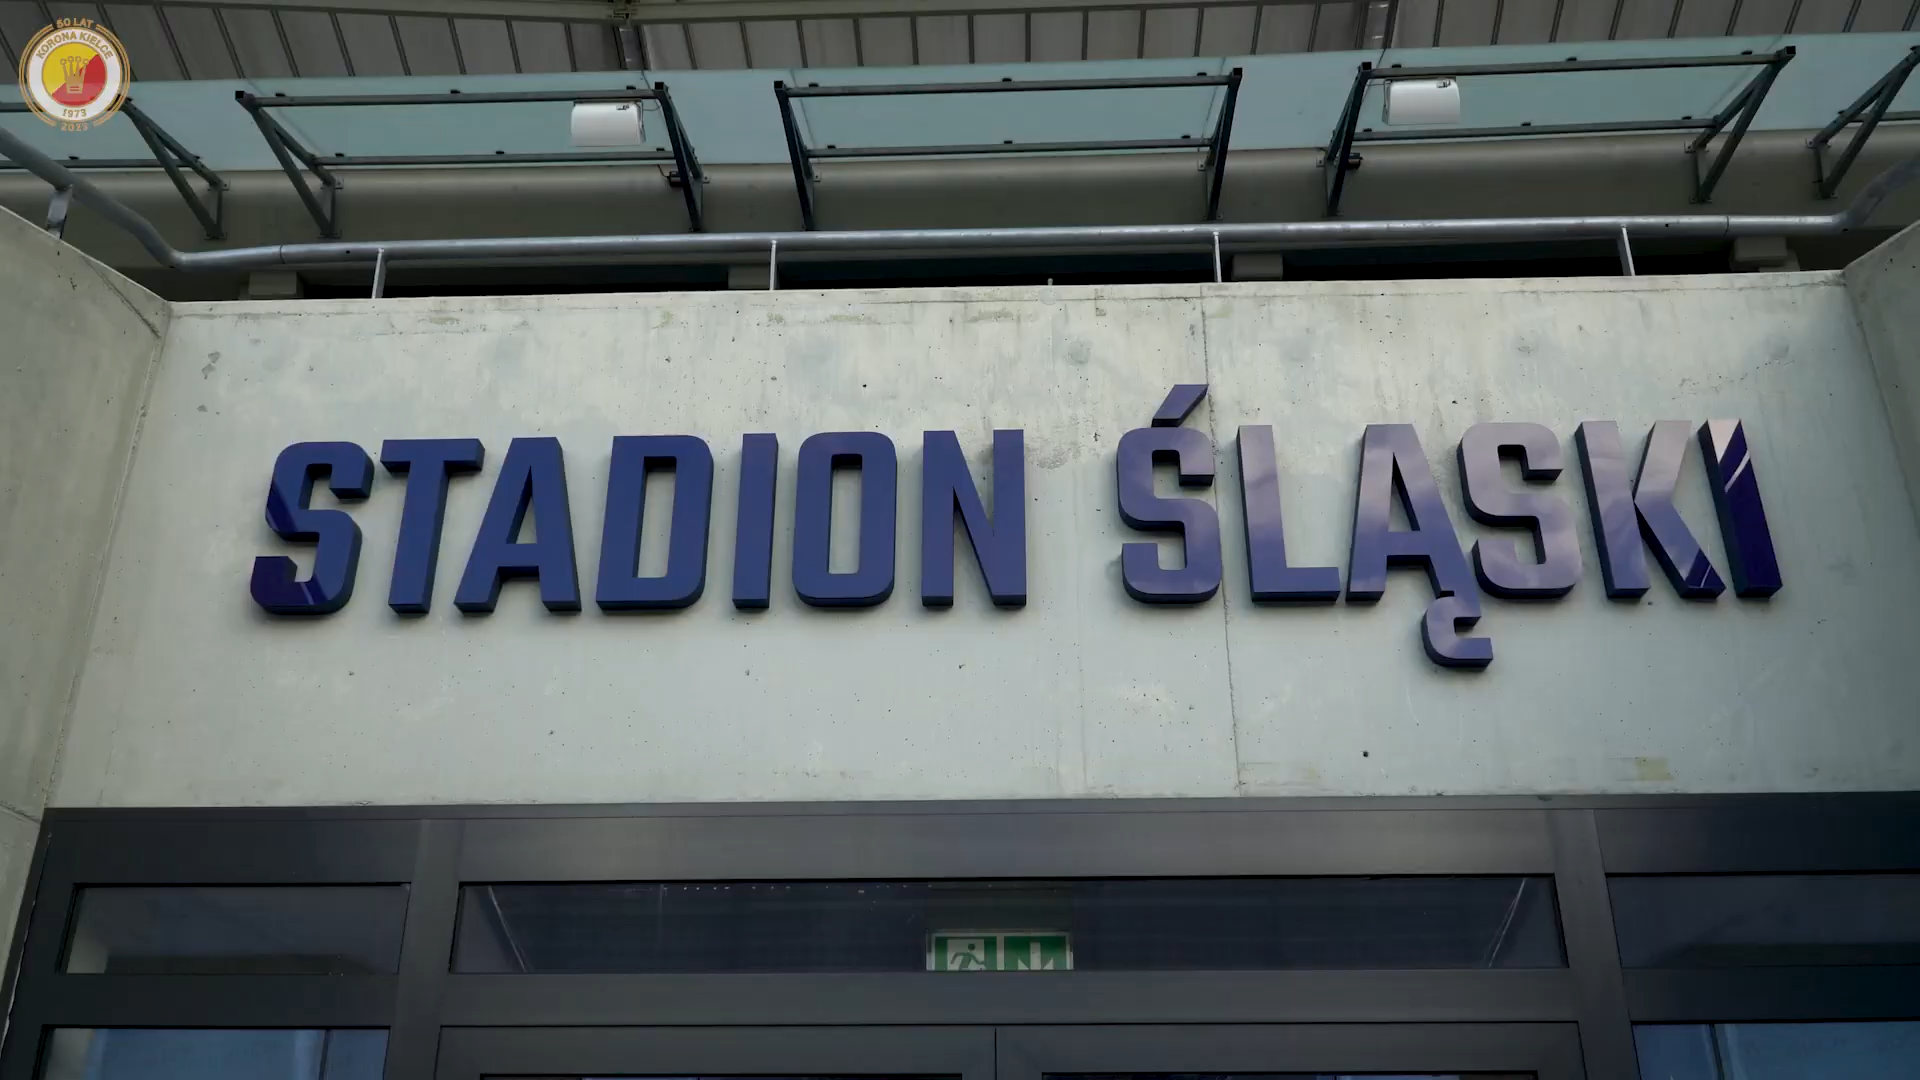 50 LAT
KORONA KIELCE
1973
2023
STADION ŚLĄSKI